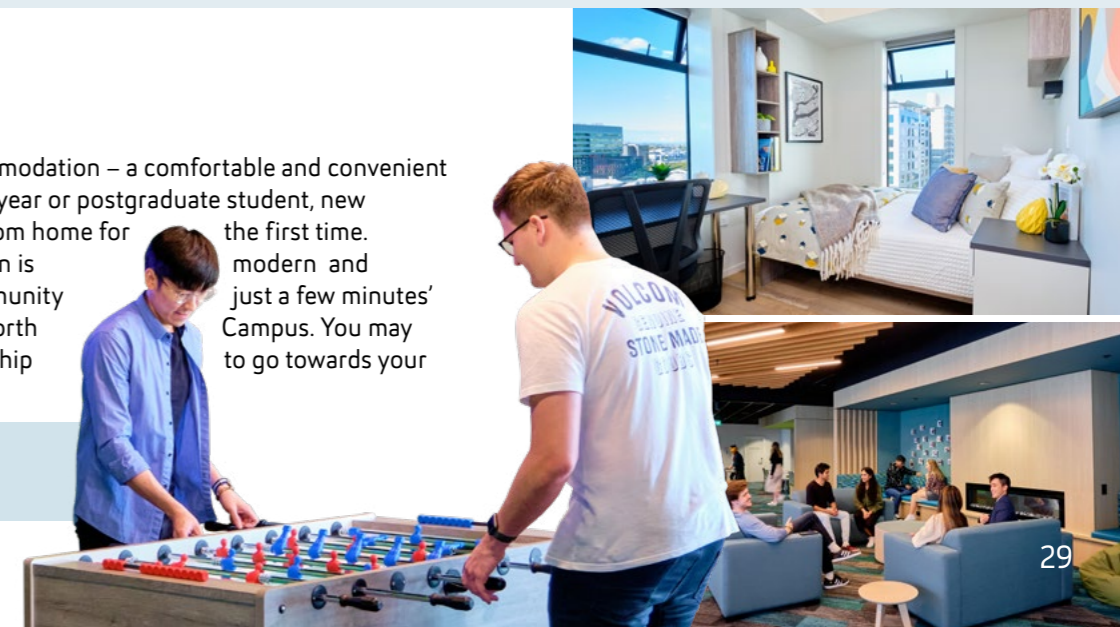 modation – a comfortable and convenient
year or postgraduate student, new
om home for the first time.
n is modern and
unity just a few minutes’
orth Campus. You may
hip to go towards your
VOLCOM
STONE MADE
29